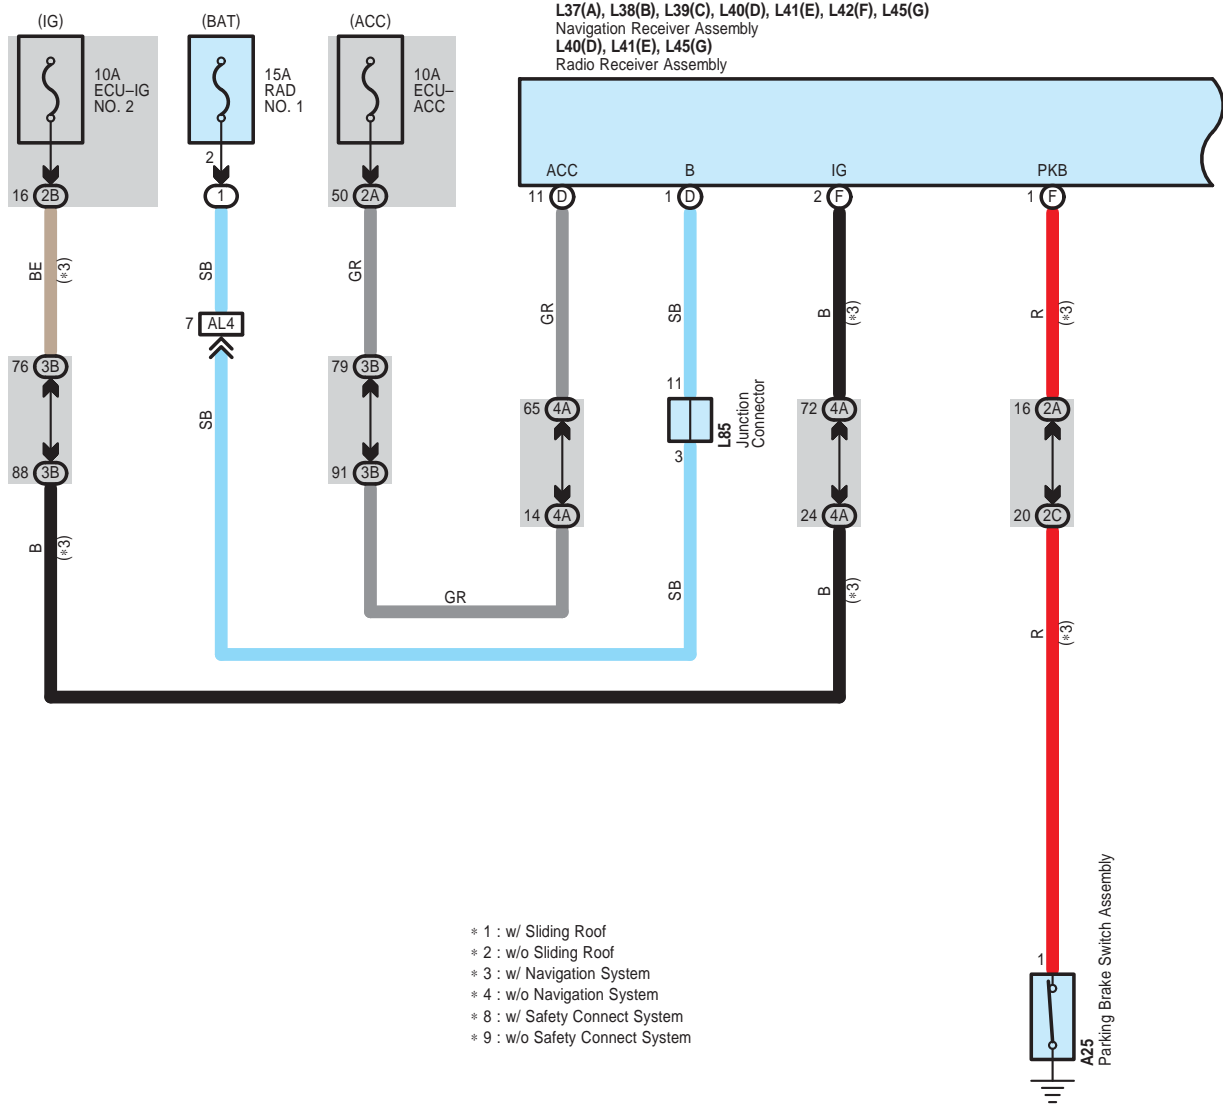 L37(A), L38(B), L39(C), L40(D), L41(E), L42(F), L45(G)
Navigation Receiver Assembly
L40(D), L41(E), L45(G)
Radio Receiver Assembly
(IG)
(BAT)
(ACC)
10A
ECU–IG
NO. 2
15A
RAD
NO. 1
10A
ECU–
ACC
2
ACC
B
IG
PKB
16 2B
1
50 2A
11 D
1 D
2 F
1 F
BE
(∗3)
SB
GR
GR
SB
B
(∗3)
R
(∗3)
7 AL4
76 3B
79 3B
11
65 4A
72 4A
16 2A
L85
Junction
Connector
SB
3
88 3B
91 3B
14 4A
24 4A
20 2C
B
(∗3)
GR
SB
B
(∗3)
R
(∗3)
∗ 1 : w/ Sliding Roof
∗ 2 : w/o Sliding Roof
∗ 3 : w/ Navigation System
∗ 4 : w/o Navigation System
∗ 8 : w/ Safety Connect System
∗ 9 : w/o Safety Connect System
1
A25
Parking Brake Switch Assembly